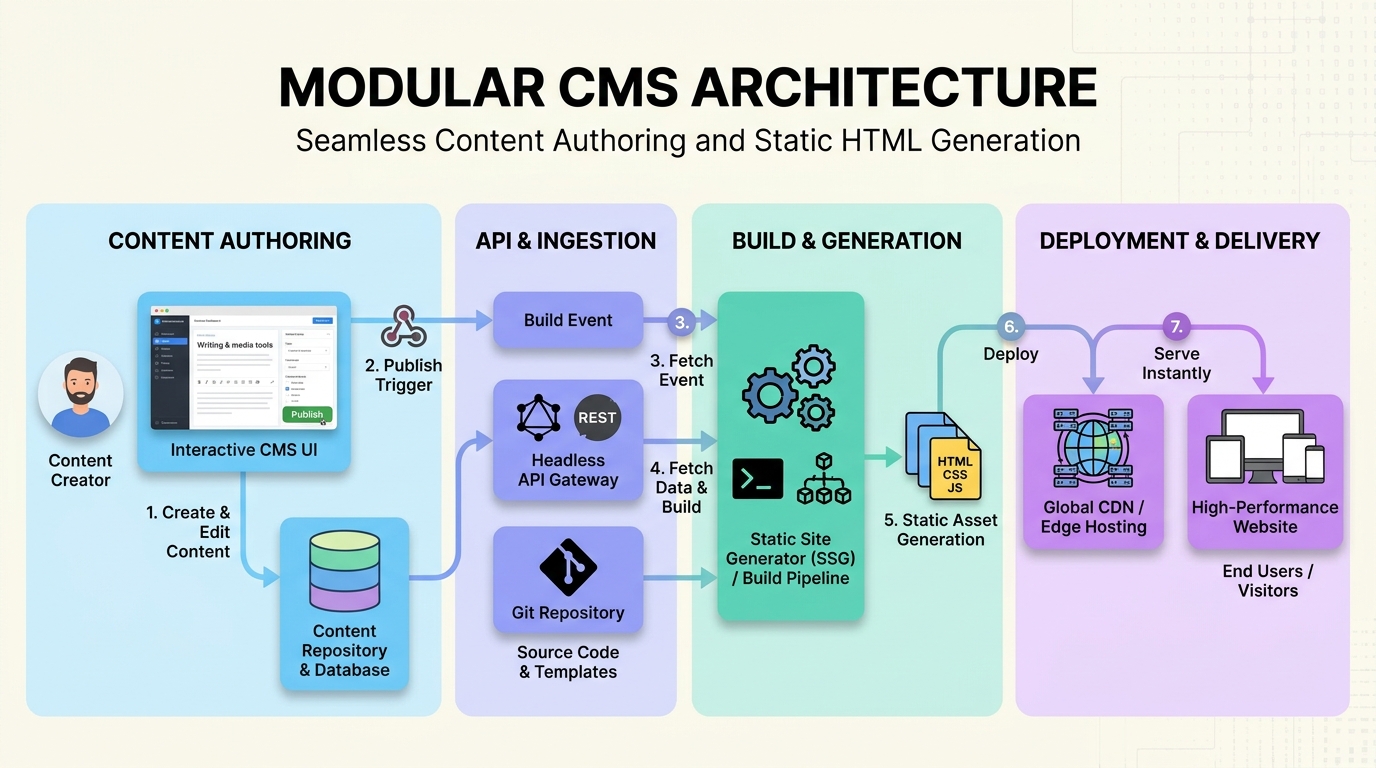 MODULAR CMS ARCHITECTURE
Seamless Content Authoring and Static HTML Generation
CONTENT AUTHORING
Writing & media tools
Publish
Interactive CMS UI
Content
Creator
2. Publish
Trigger
1. Create &
Edit
Content
Content
Repository
& Database
API & INGESTION
Build Event
3.
3. Fetch
Event
REST
Headless
API Gateway
4. Fetch
Data &
Build
Git Repository
Source Code
& Templates
BUILD & GENERATION
>_
Static Site
Generator (SSG)
/ Build Pipeline
HTML
CSS
JS
5. Static Asset
Generation
DEPLOYMENT & DELIVERY
6.
Deploy
7.
Serve
Instantly
Global CDN /
Edge Hosting
High-Performance
Website
End Users /
Visitors